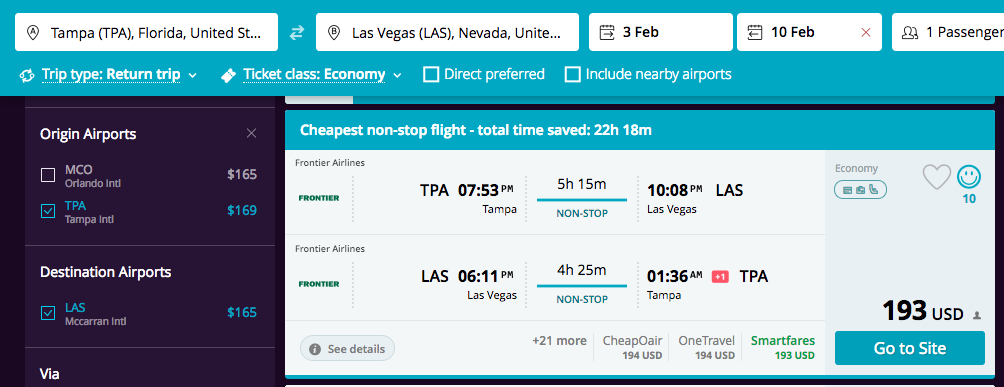 A Tampa (TPA), Florida, United St...
B Las Vegas (LAS), Nevada, Unite...
3 Feb
10 Feb
1 Passenger
Trip type: Return trip
Ticket class: Economy
Direct preferred
Include nearby airports
Origin Airports
MCO $165
Orlando Intl
TPA $169
Tampa Intl
Destination Airports
LAS $165
Mccarran Intl
Via
Cheapest non-stop flight - total time saved: 22h 18m
Frontier Airlines
FRONTIER
TPA 07:53 PM
Tampa
5h 15m
NON-STOP
10:08 PM LAS
Las Vegas
Frontier Airlines
FRONTIER
LAS 06:11 PM
Las Vegas
4h 25m
NON-STOP
01:36 AM +1 TPA
Tampa
See details
+21 more
CheapOair
194 USD
OneTravel
194 USD
Smartfares
193 USD
Economy
10
193 USD
Go to Site